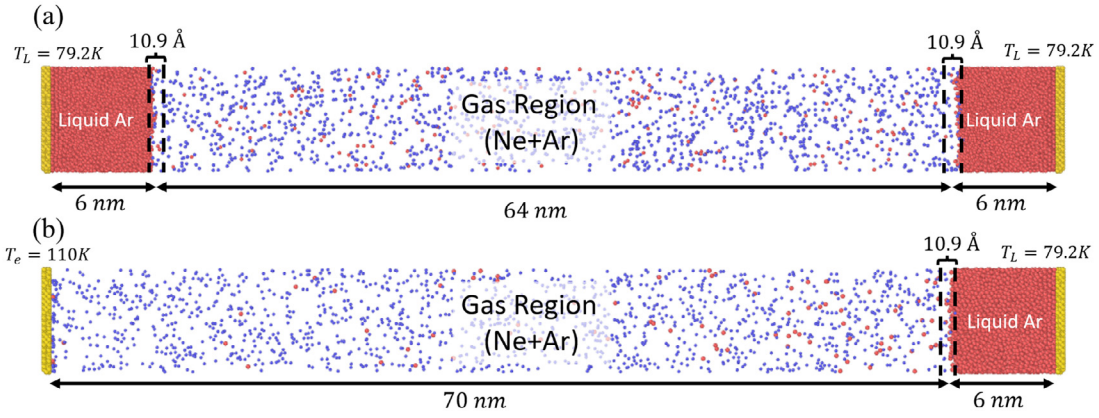 (a)
10.9 Å
10.9 Å
T_L = 79.2K
T_L = 79.2K
Liquid Ar
Gas Region
(Ne+Ar)
Liquid Ar
6 nm
64 nm
6 nm
(b)
T_e = 110K
10.9 Å
T_L = 79.2K
Gas Region
(Ne+Ar)
Liquid Ar
70 nm
6 nm